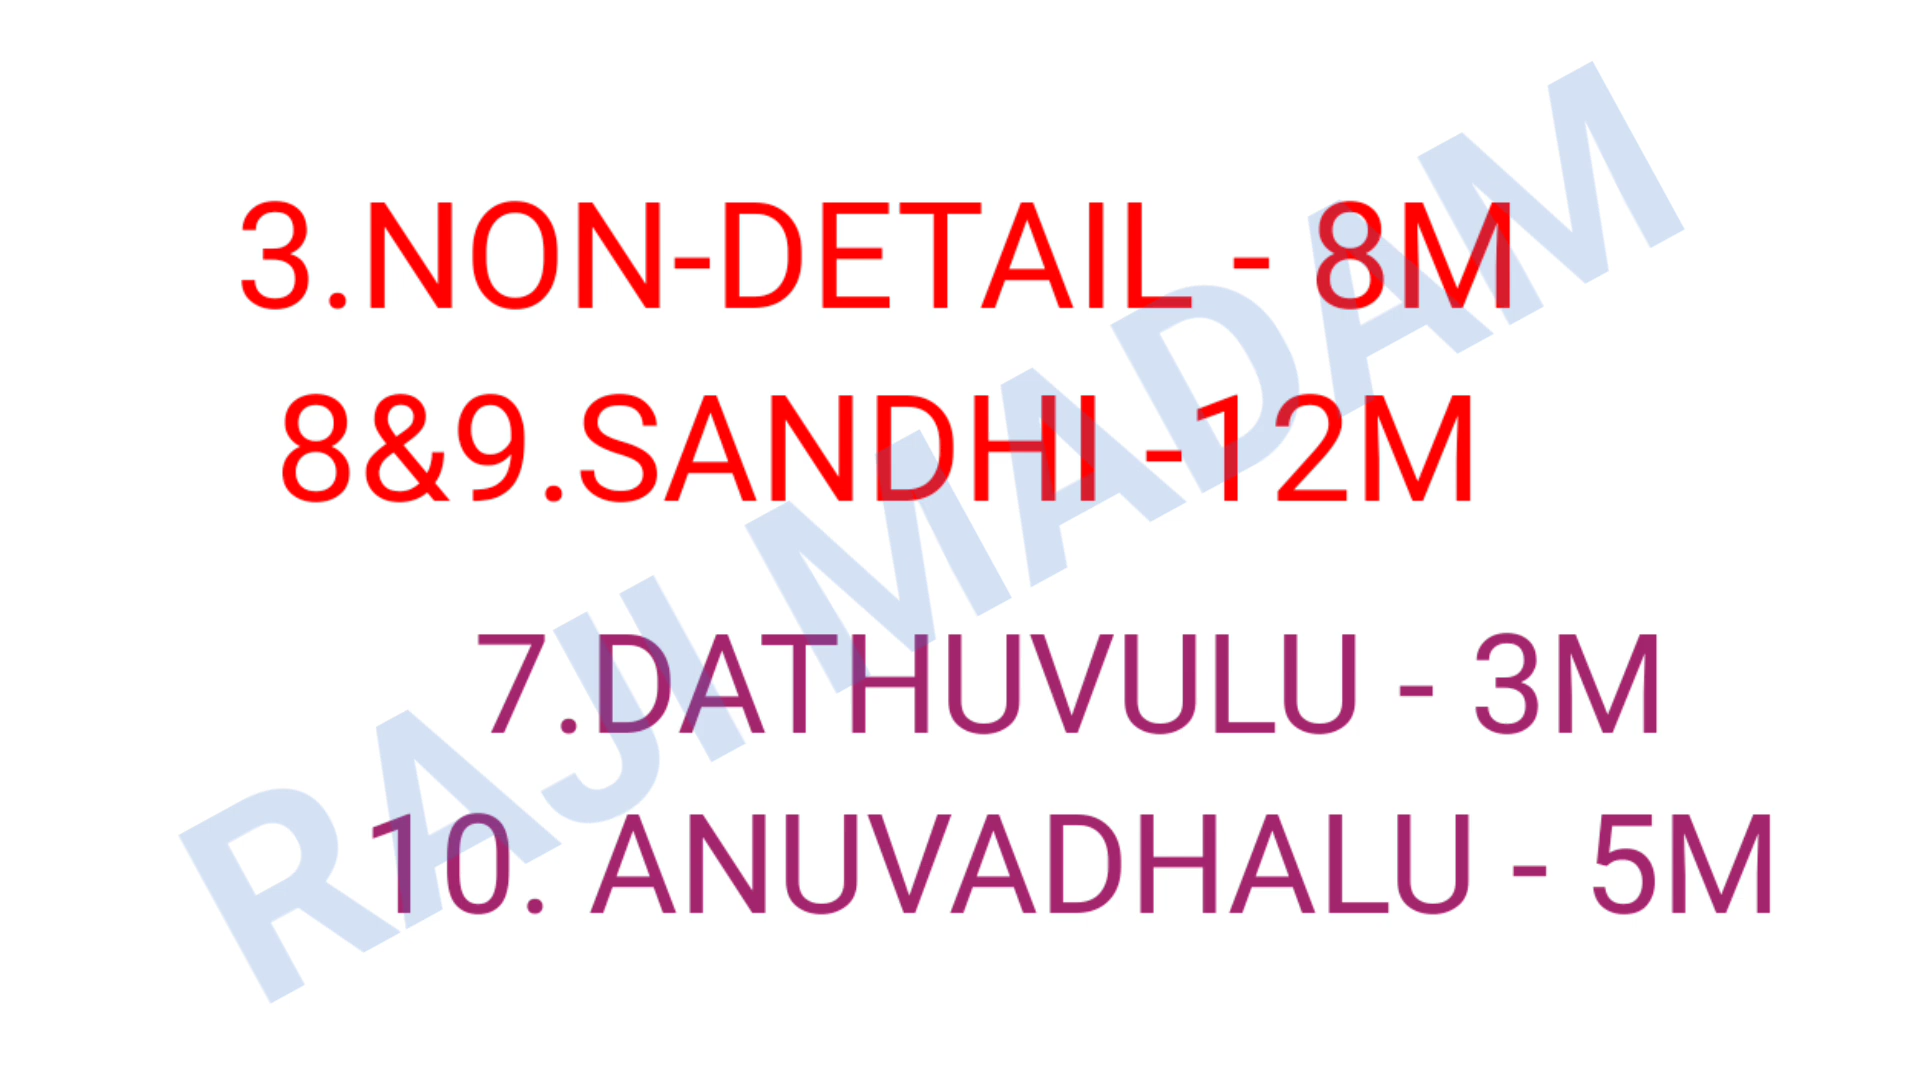 3.NON-DETAIL - 8M
8&9.SANDHI -12M
7.DATHUVULU - 3M
10. ANUVADHALU - 5M
RAJI MADAM